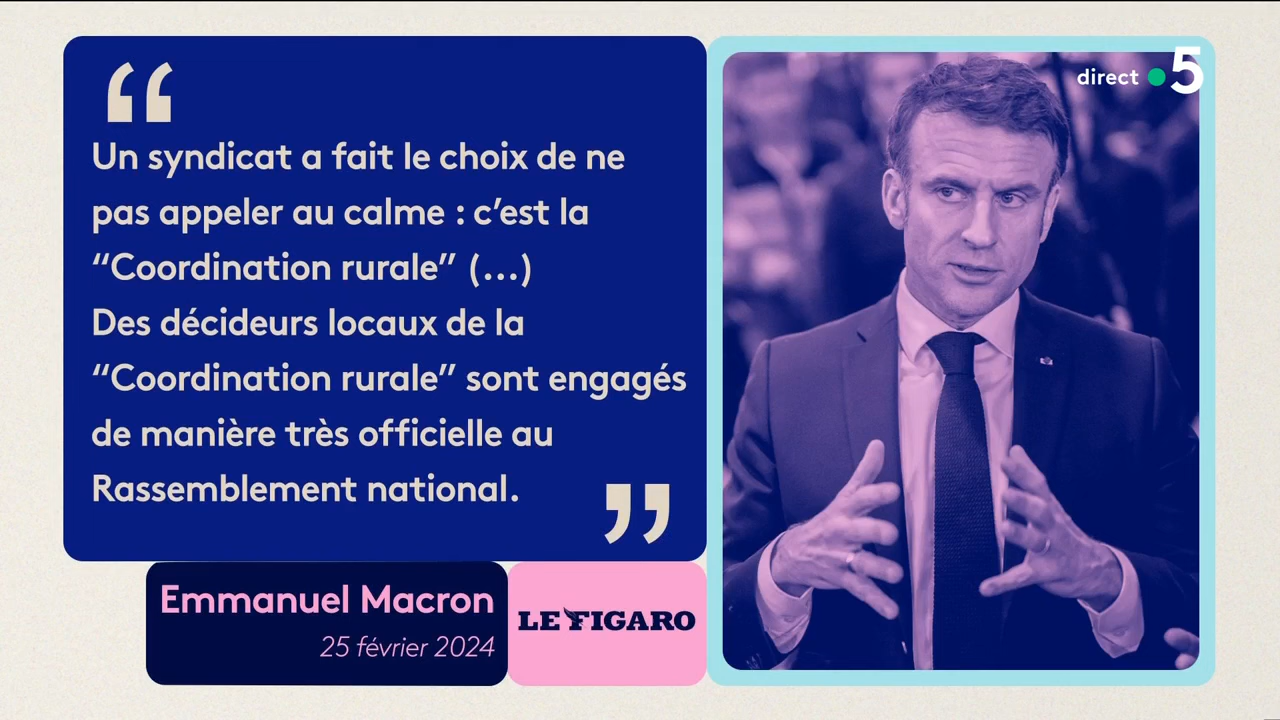 “
Un syndicat a fait le choix de ne
pas appeler au calme : c’est la
“Coordination rurale” (...)
Des décideurs locaux de la
“Coordination rurale” sont engagés
de manière très officielle au
Rassemblement national.
”
Emmanuel Macron
25 février 2024
LE FIGARO
direct 5